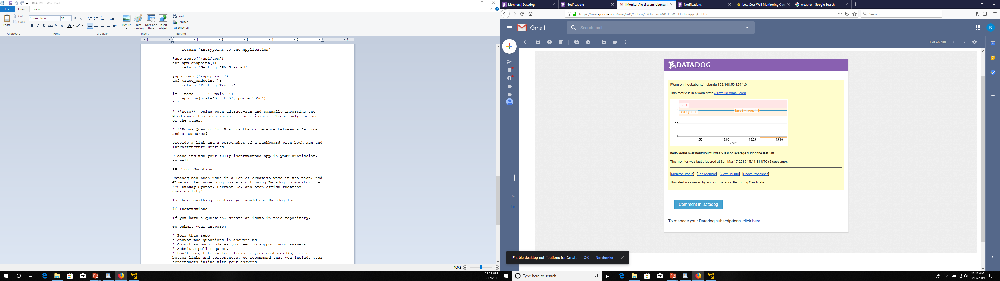 README - WordPad
File
Home
View
Paste
Cut
Copy
Clipboard
Courier New
11
Font
Paragraph
Picture
Paint drawing
Date and time
Insert object
Insert
Find
Replace
Select all
Editing
return 'Entrypoint to the Application'
@app.route('/api/apm')
def apm_endpoint():
return 'Getting APM Started'
@app.route('/api/trace')
def trace_endpoint():
return 'Posting Traces'
if __name__ == '__main__':
app.run(host='0.0.0.0', port='5050')
```
* **Note**: Using both ddtrace-run and manually inserting the
Middleware has been known to cause issues. Please only use one
or the other.
* **Bonus Question**: What is the difference between a Service
and a Resource?
Provide a link and a screenshot of a Dashboard with both APM and
Infrastructure Metrics.
Please include your fully instrumented app in your submission,
as well.
## Final Question:
Datadog has been used in a lot of creative ways in the past. Weâ
€™ve written some blog posts about using Datadog to monitor the
NYC Subway System, Pokemon Go, and even office restroom
availability!
Is there anything creative you would use Datadog for?
## Instructions
If you have a question, create an issue in this repository.
To submit your answers:
* Fork this repo.
* Answer the questions in answers.md
* Commit as much code as you need to support your answers.
* Submit a pull request.
* Don't forget to include links to your dashboard(s), even
better links and screenshots. We recommend that you include your
screenshots inline with your answers.
100%
11:11 AM
3/17/2019
Monitors | Datadog
Notifications
[Monitor Alert] Warn: ubuntu
Notifications
Low Cost Well Monitoring Cou
weather - Google Search
https://mail.google.com/mail/u/0/#inbox/FMfcgxwBWKTPxWTcLFcTcGqqmjCLktFC
Search
Gmail
Search mail
R
1 of 46,738
DATADOG
[Warn on {host:ubuntu}] ubuntu 192.168.50.129 1.0
This metric is in a warn state @rsydlik@gmail.com
> 1.1
0.8 < y < 1.1
last 5m avg: 1
1
0.5
0
14:55 15:00 15:05 15:10
UTC
hello.world over host:ubuntu was > 0.8 on average during the last 5m.
The monitor was last triggered at Sun Mar 17 2019 15:11:31 UTC (5 secs ago).
[Monitor Status] · [Edit Monitor] · [View ubuntu] · [Show Processes]
This alert was raised by account Datadog Recruiting Candidate
Comment in Datadog
To manage your Datadog subscriptions, click here.
Enable desktop notifications for Gmail. OK No thanks
Type here to search
11:11 AM
3/17/2019